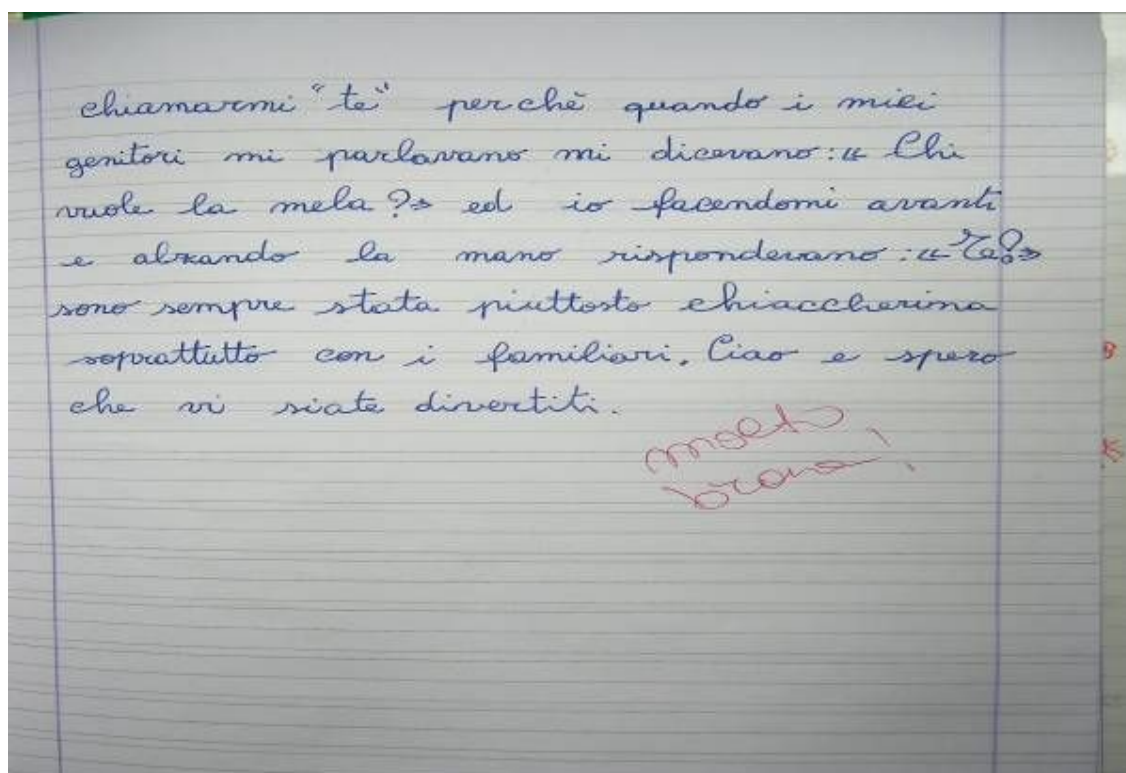 chiamarmi "te" perchè quando i miei
genitori mi parlavano mi dicevano: « Chi
vuole la mela?» ed io facendomi avanti
e alzando la mano rispondevano: «Te?»
sono sempre stata piuttosto chiaccherina
soprattutto con i familiari. Ciao e spero
che vi siate divertiti.
molto
brava!